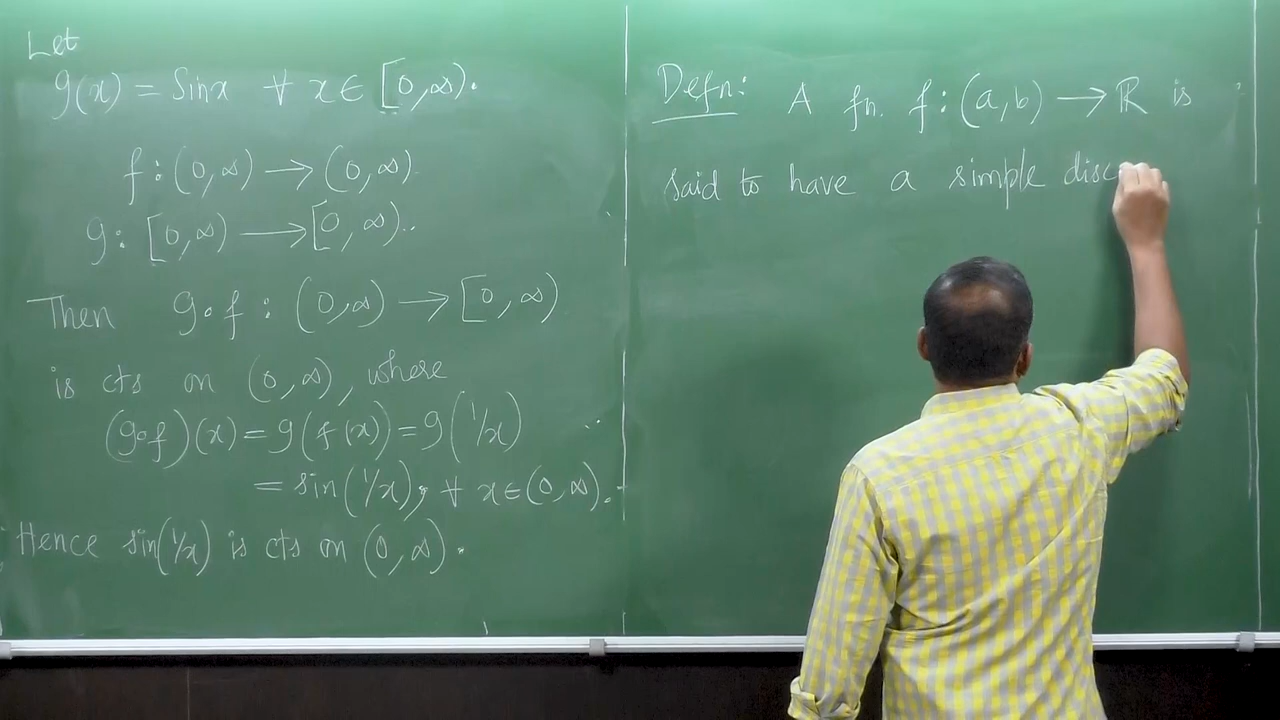 Let
g(x) = Sinx ∀ x ∈ [0,∞).
f : (0,∞) → (0,∞).
g : [0,∞) → [0,∞).
Then g∘f : (0,∞) → [0,∞)
is cts on (0,∞), where
(g∘f)(x) = g(f(x)) = g(1/x)
= sin(1/x), ∀ x ∈ (0,∞).
Hence sin(1/x) is cts on (0,∞).
Defn: A fn. f : (a,b) → ℝ is
said to have a simple disc